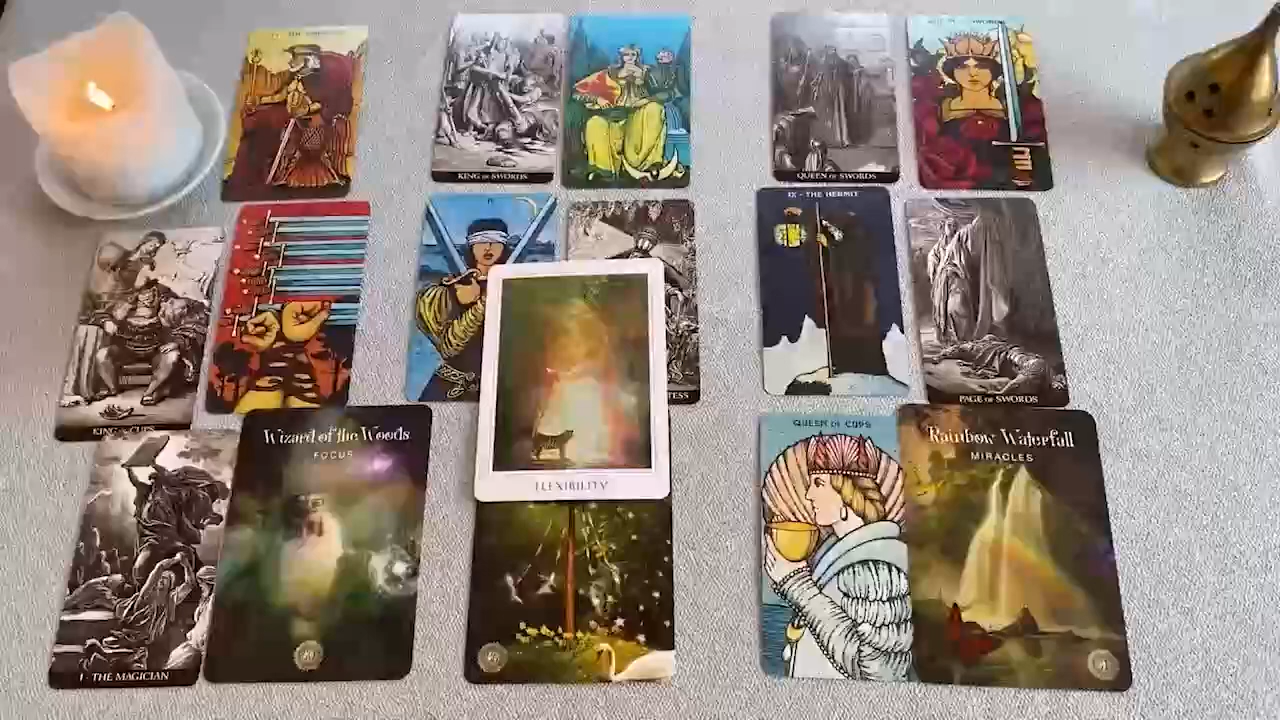 KING OF SWORDS
QUEEN OF SWORDS
IX - THE HERMIT
KING OF CUPS
TESS
PAGE OF SWORDS
Wizard of the Woods
FOCUS
FLEXIBILITY
QUEEN OF CUPS
Rainbow Waterfall
MIRACLES
I - THE MAGICIAN